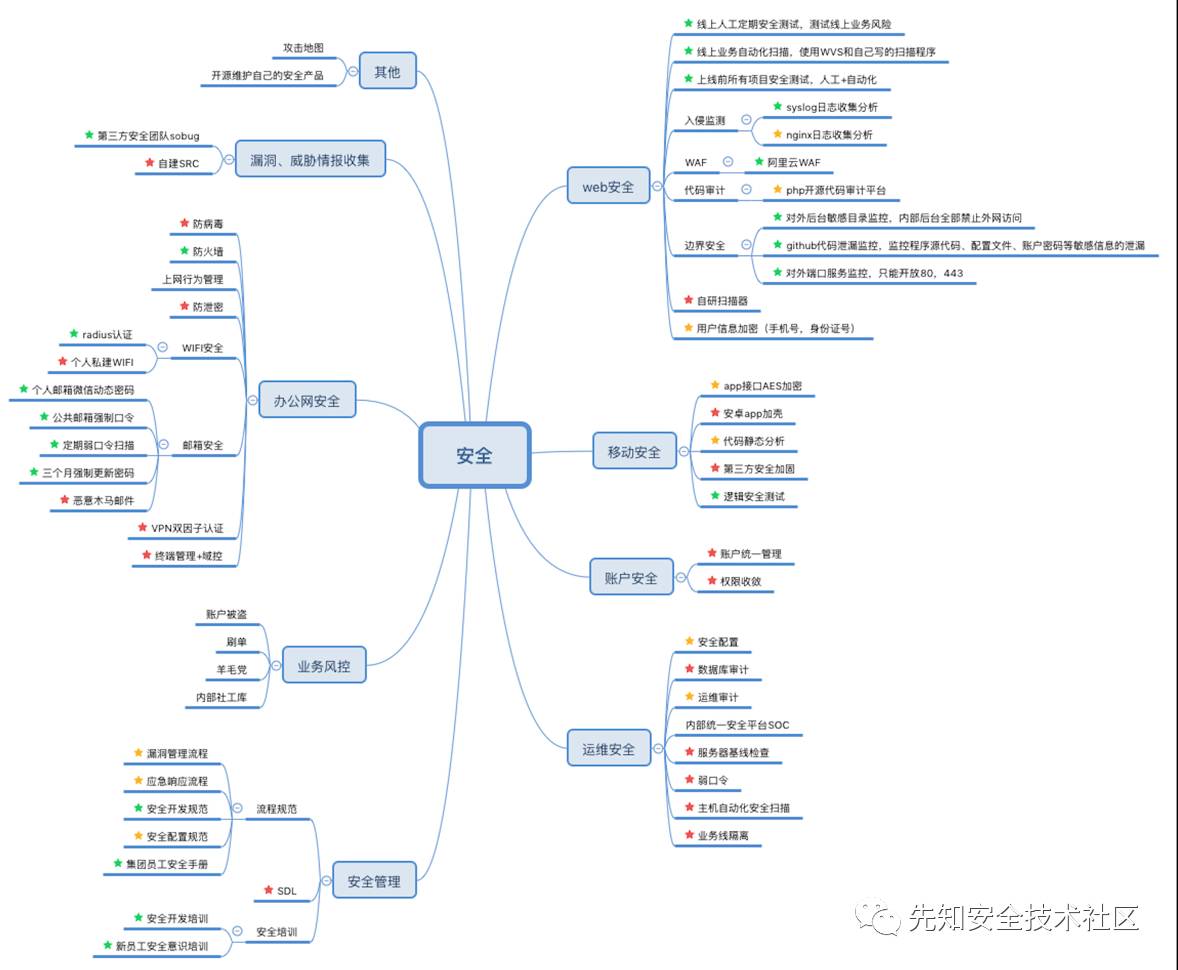 安全
web安全
线上人工定期安全测试，测试线上业务风险
线上业务自动化扫描，使用WVS和自己写的扫描程序
上线前所有项目安全测试，人工+自动化
入侵监测
syslog日志收集分析
nginx日志收集分析
WAF
阿里云WAF
代码审计
php开源代码审计平台
边界安全
对外后台敏感目录监控，内部后台全部禁止外网访问
github代码泄漏监控，监控程序源代码、配置文件、账户密码等敏感信息的泄漏
对外端口服务监控，只能开放80，443
自研扫描器
用户信息加密（手机号，身份证号）
移动安全
app接口AES加密
安卓app加壳
代码静态分析
第三方安全加固
逻辑安全测试
账户安全
账户统一管理
权限收敛
运维安全
安全配置
数据库审计
运维审计
内部统一安全平台SOC
服务器基线检查
弱口令
主机自动化安全扫描
业务线隔离
其他
攻击地图
开源维护自己的安全产品
漏洞、威胁情报收集
第三方安全团队sobug
自建SRC
办公网安全
防病毒
防火墙
上网行为管理
防泄密
WIFI安全
radius认证
个人私建WIFI
邮箱安全
个人邮箱微信动态密码
公共邮箱强制口令
定期弱口令扫描
三个月强制更新密码
恶意木马邮件
VPN双因子认证
终端管理+域控
业务风控
账户被盗
刷单
羊毛党
内部社工库
安全管理
流程规范
漏洞管理流程
应急响应流程
安全开发规范
安全配置规范
集团员工安全手册
SDL
安全培训
安全开发培训
新员工安全意识培训
先知安全技术社区